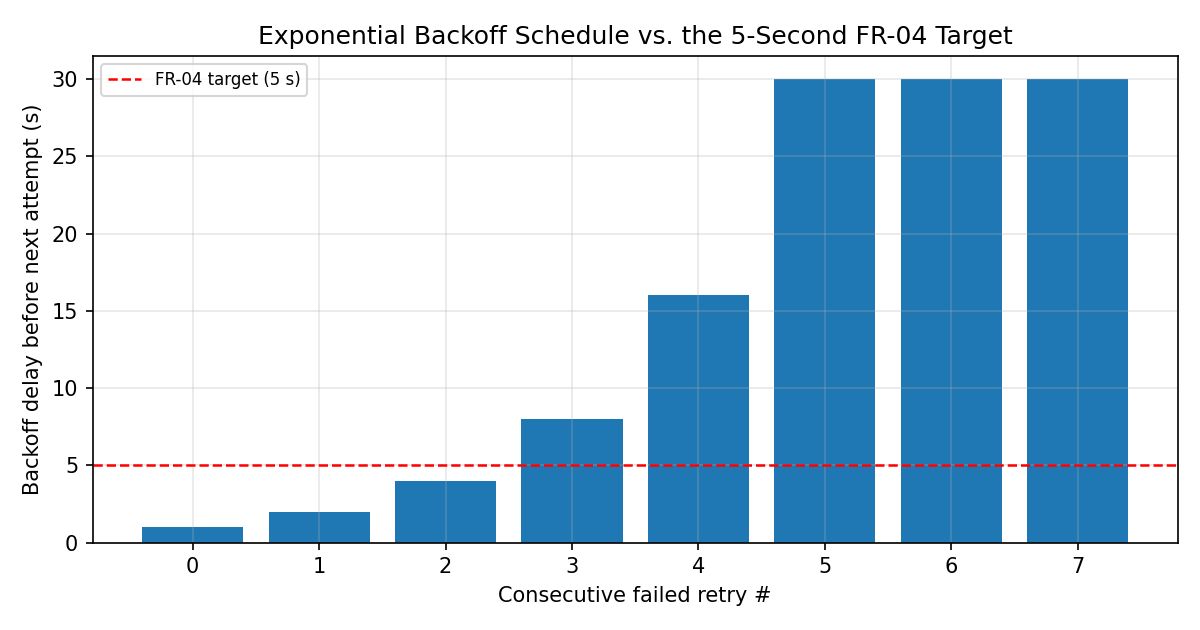 Exponential Backoff Schedule vs. the 5-Second FR-04 Target
FR-04 target (5 s)
Backoff delay before next attempt (s)
30
25
20
15
10
5
0
0 1 2 3 4 5 6 7
Consecutive failed retry #